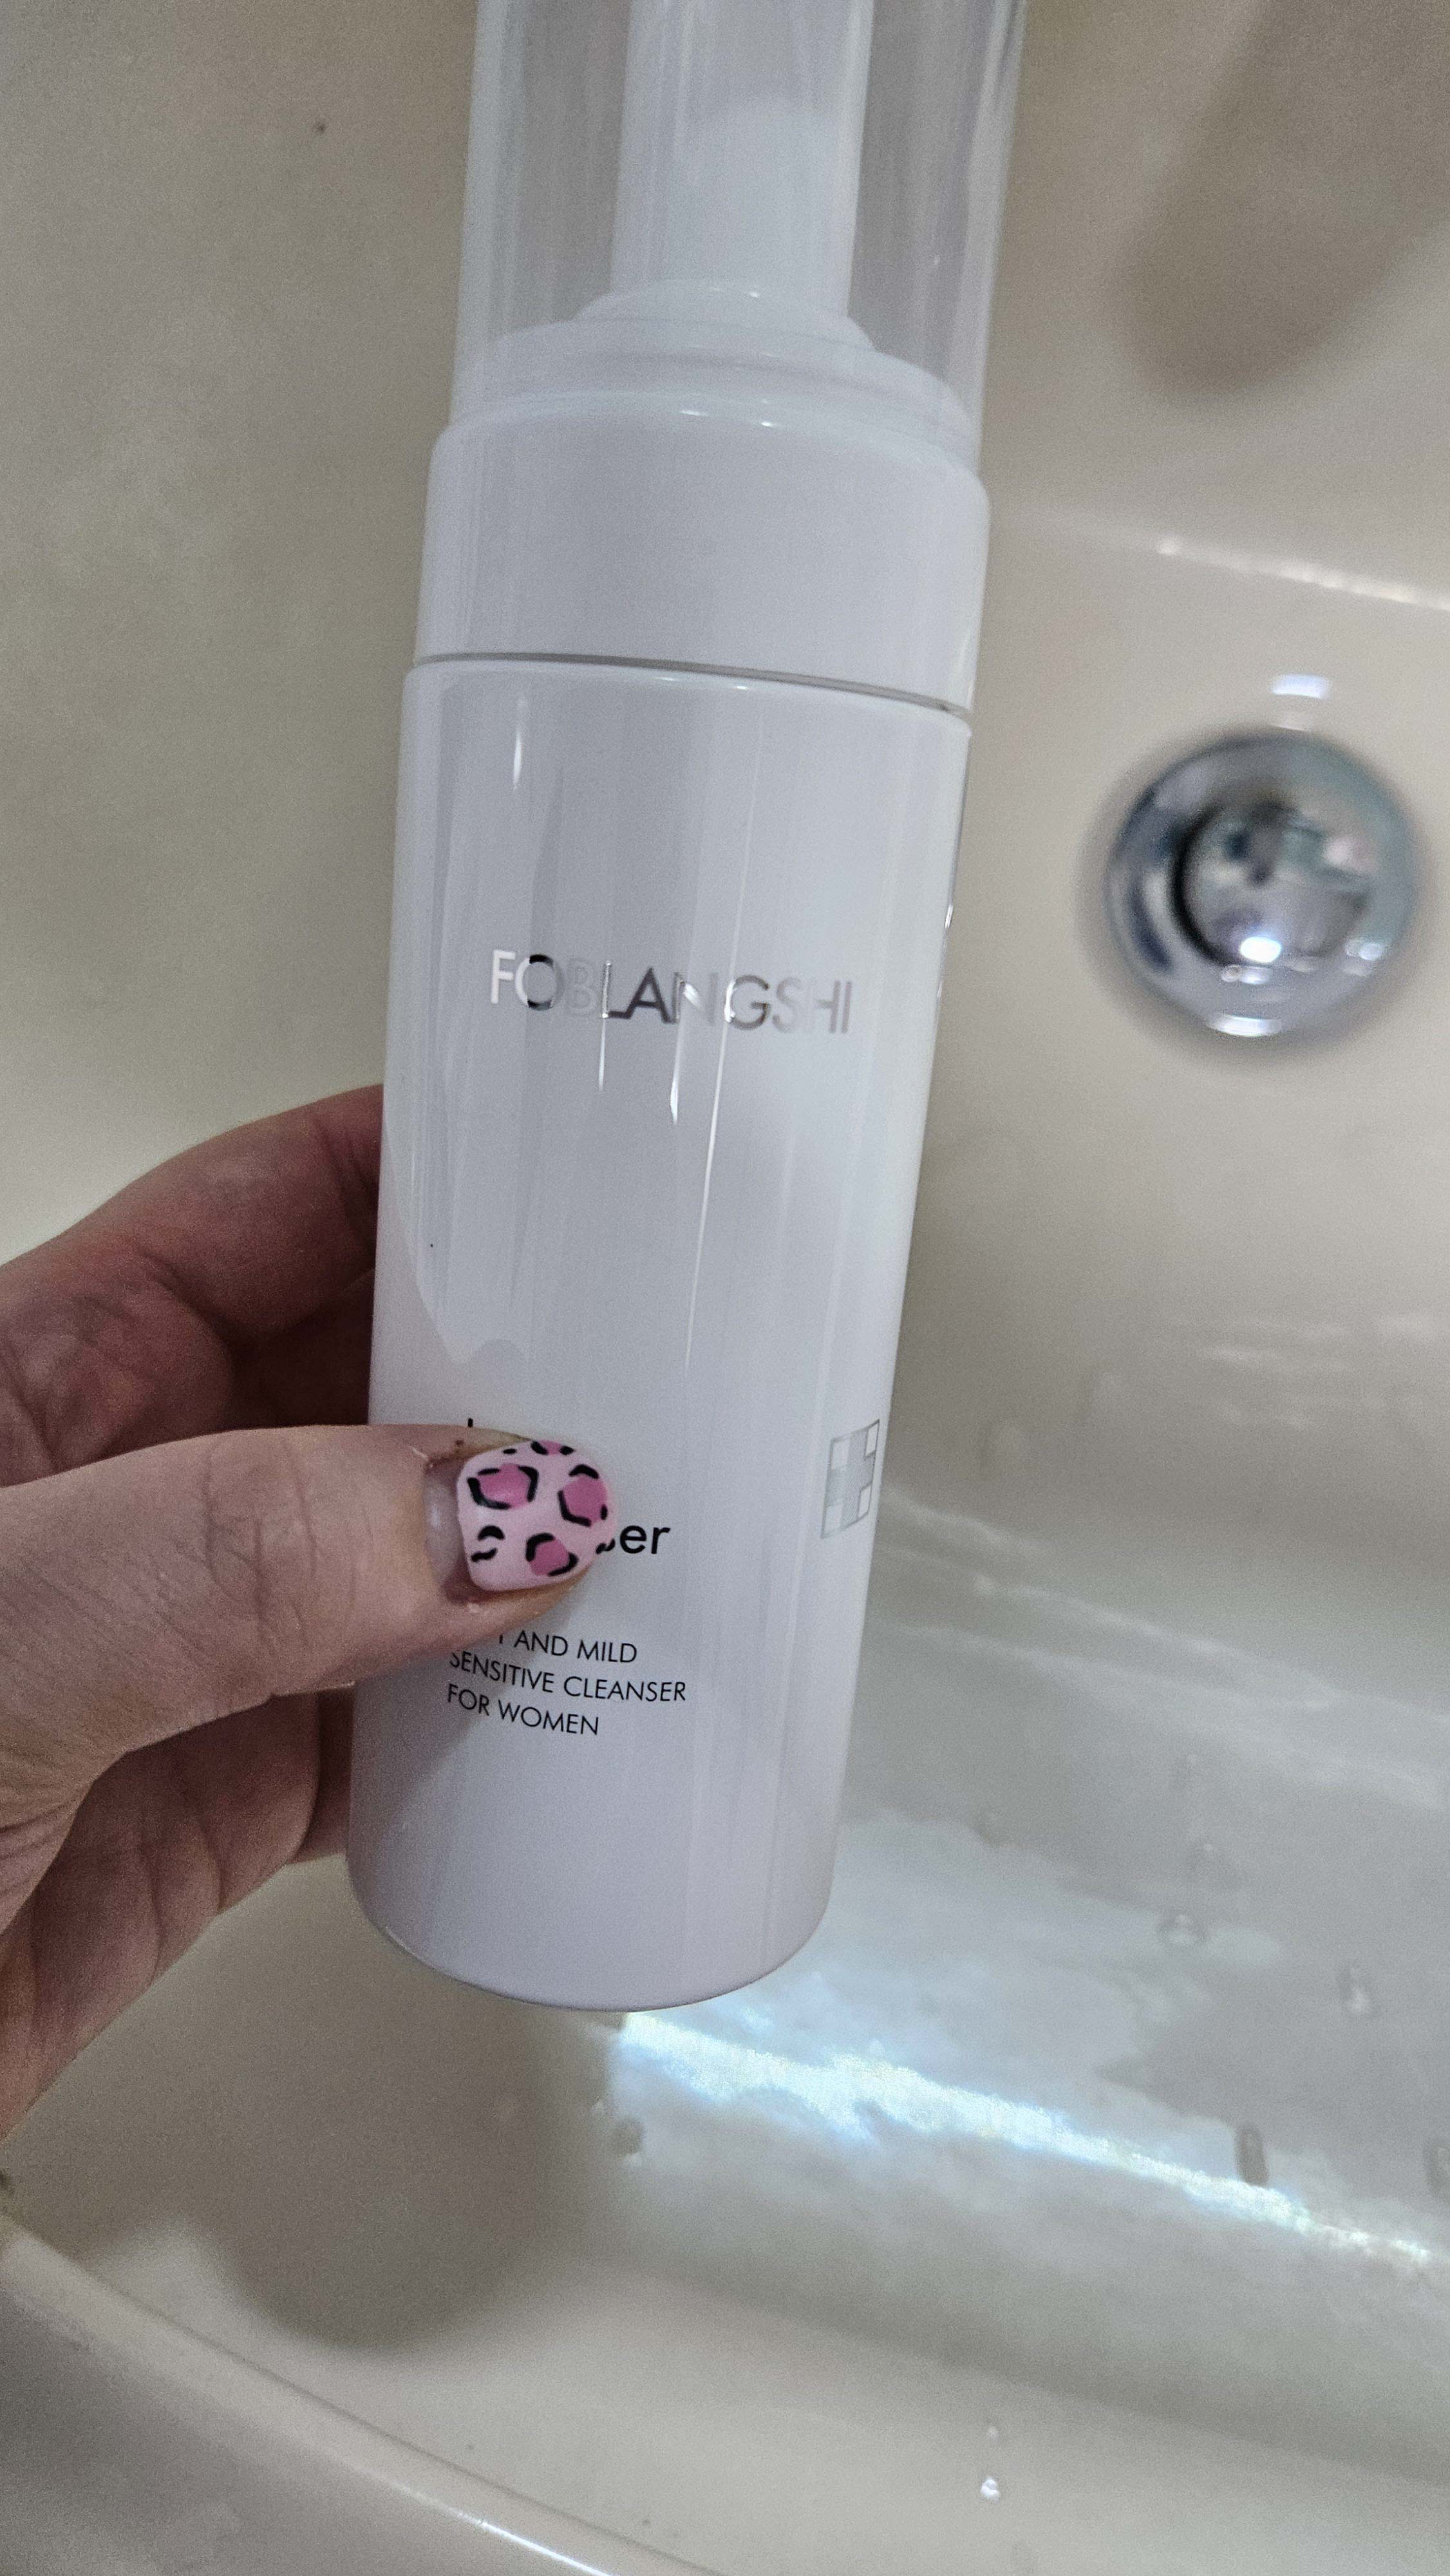 FOBLANGSHI
AND MILD
SENSITIVE CLEANSER
FOR WOMEN